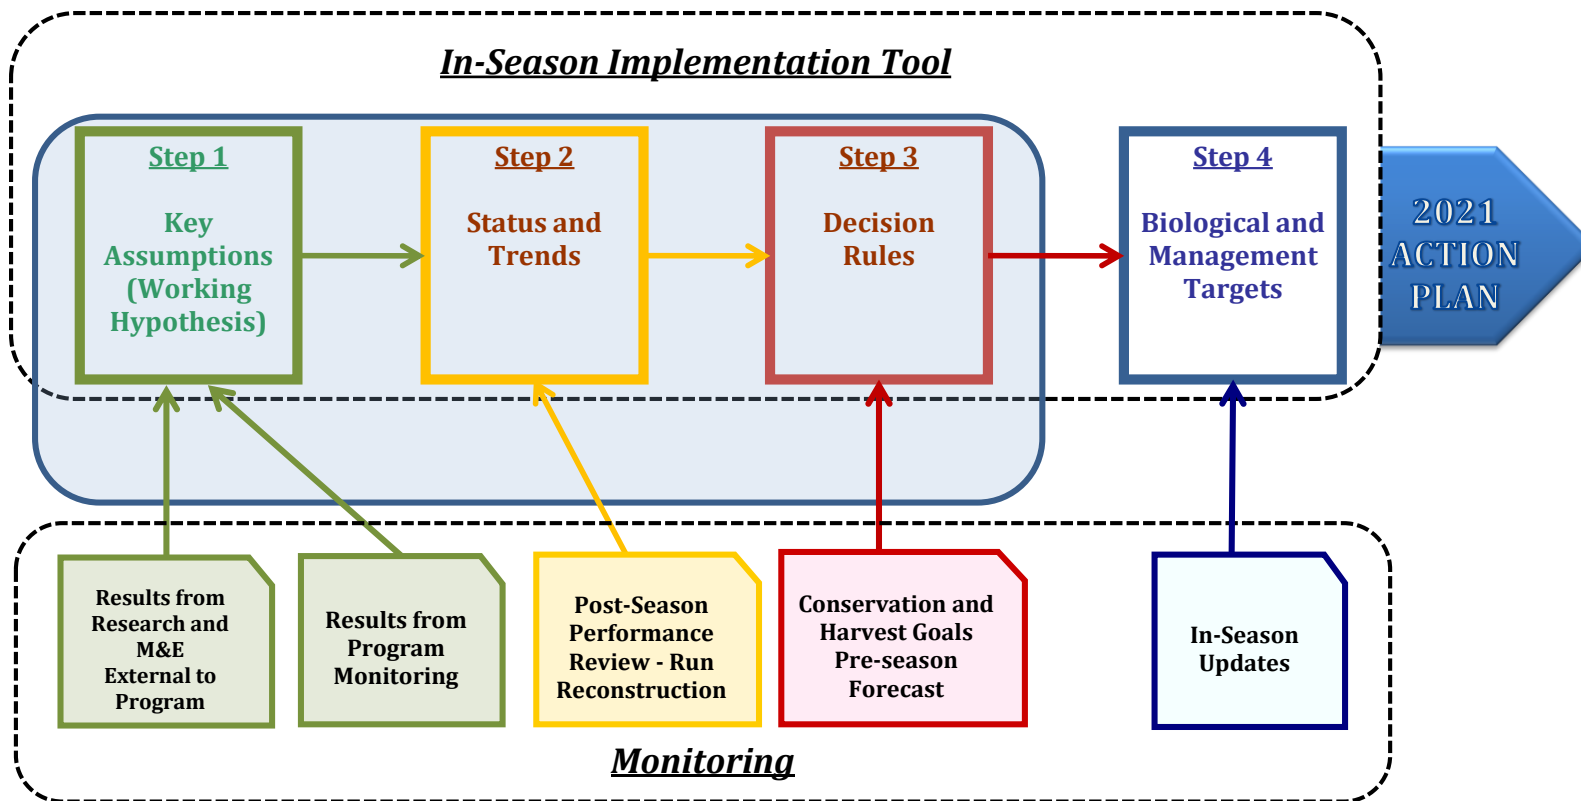 In-Season Implementation Tool
Step 1
Key
Assumptions
(Working
Hypothesis)
Step 2
Status and
Trends
Step 3
Decision
Rules
Step 4
Biological and
Management
Targets
2021
ACTION
PLAN
Results from
Research and
M&E
External to
Program
Results from
Program
Monitoring
Post-Season
Performance
Review - Run
Reconstruction
Conservation and
Harvest Goals
Pre-season
Forecast
In-Season
Updates
Monitoring